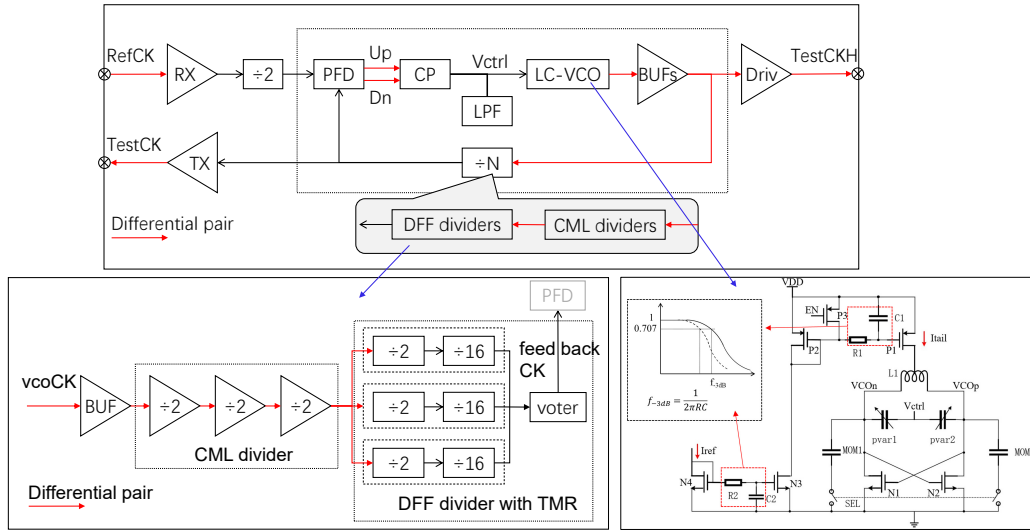 RefCK
RX
÷2
PFD
Up
Dn
CP
Vctrl
LPF
LC-VCO
BUFs
Driv
TestCKH
TestCK
TX
÷N
Differential pair
DFF dividers
CML dividers
PFD
vcoCK
BUF
÷2
÷2
÷2
CML divider
÷2
÷16
÷2
÷16
÷2
÷16
feed back
CK
voter
DFF divider with TMR
Differential pair
1
0.707
f-3dB
f−3dB = 1/2πRC
VDD
EN
P3
P2
R1
C1
P1
Itail
L1
VCOn
VCOp
Vctrl
pvar1
pvar2
MOM1
MOM
N1
N2
SEL
Iref
N4
R2
C2
N3